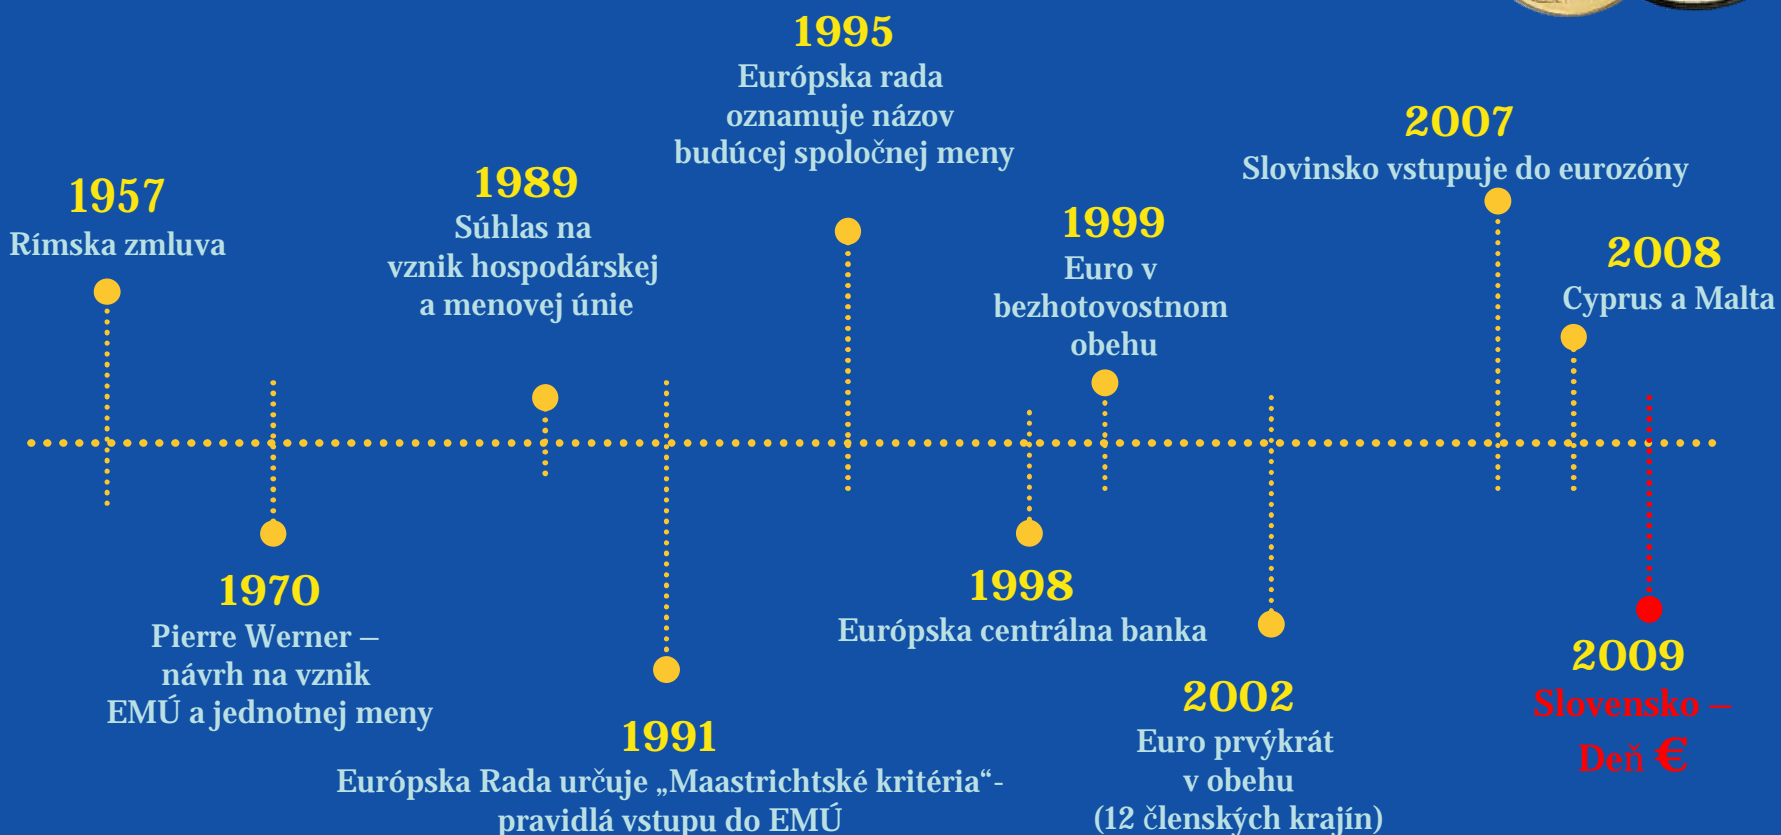 1957
Rímska zmluva
1970
Pierre Werner –
návrh na vznik
EMÚ a jednotnej meny
1989
Súhlas na
vznik hospodárskej
a menovej únie
1991
Európska Rada určuje „Maastrichtské kritéria“-
pravidlá vstupu do EMÚ
1995
Európska rada
oznamuje názov
budúcej spoločnej meny
1998
Európska centrálna banka
1999
Euro v
bezhotovostnom
obehu
2002
Euro prvýkrát
v obehu
(12 členských krajín)
2007
Slovinsko vstupuje do eurozóny
2008
Cyprus a Malta
2009
Slovensko –
Deň €